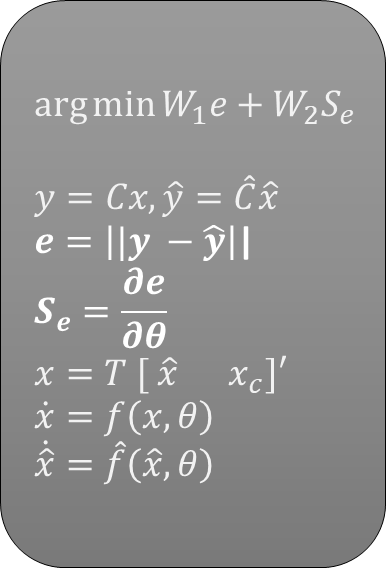 arg min W₁e + W₂Sₑ
y = Cx, ŷ = Ĉx̂
e = ||y − ŷ||
Sₑ = ∂e/∂θ
x = T [ x̂ x_c]′
ẋ = f(x, θ)
x̂̇ = f̂(x̂, θ)